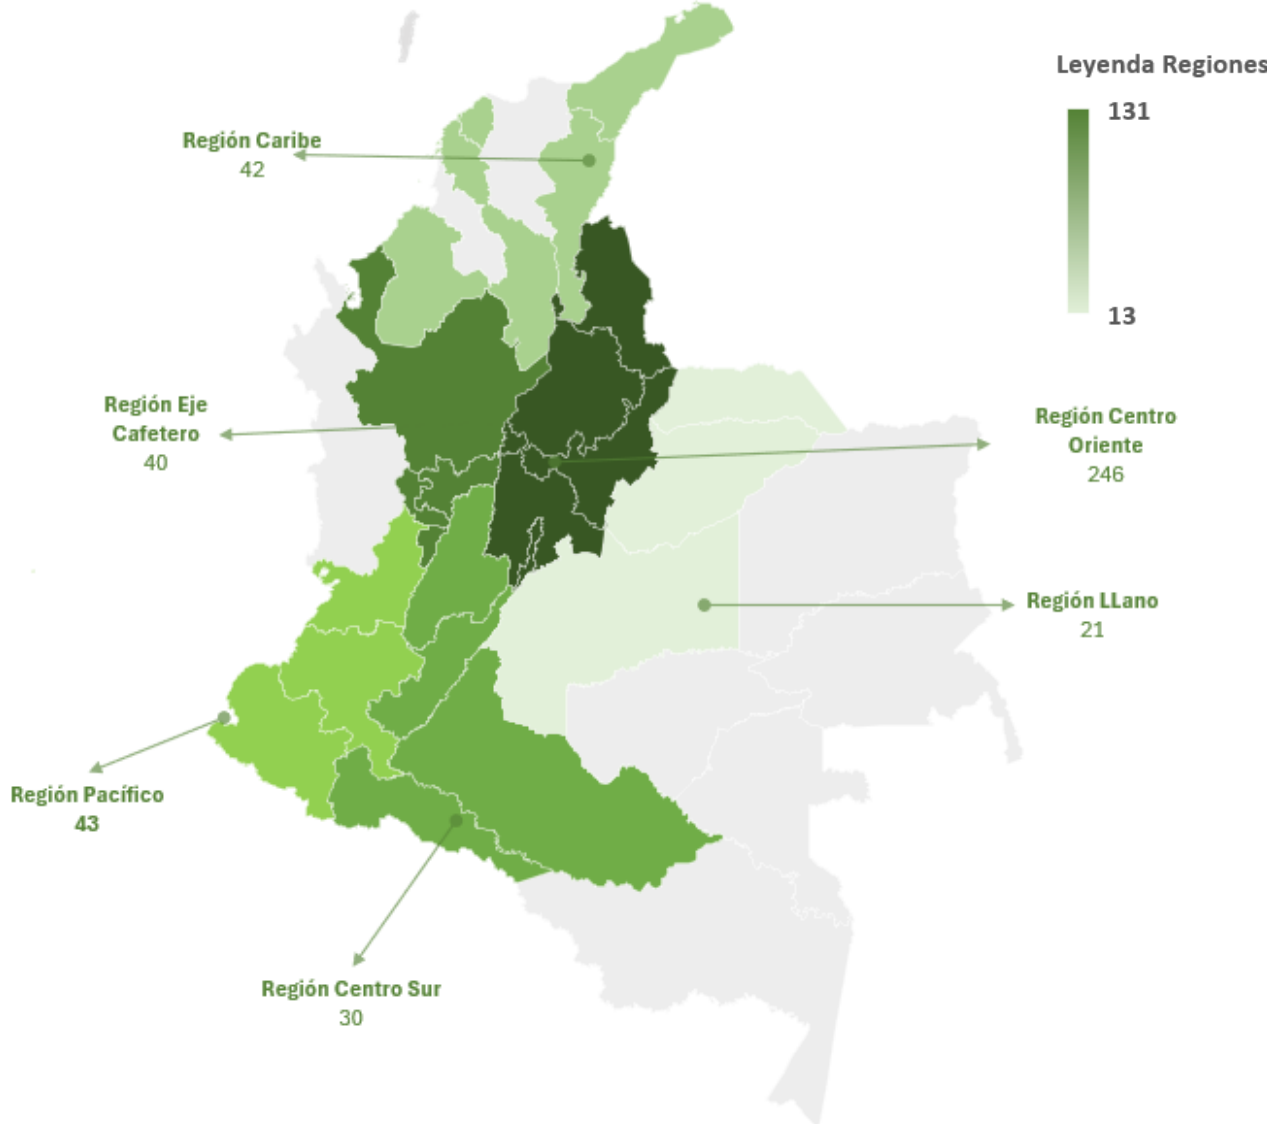 Leyenda Regiones
131
13
Región Caribe
42
Región Eje
Cafetero
40
Región Centro
Oriente
246
Región LLano
21
Región Pacífico
43
Región Centro Sur
30